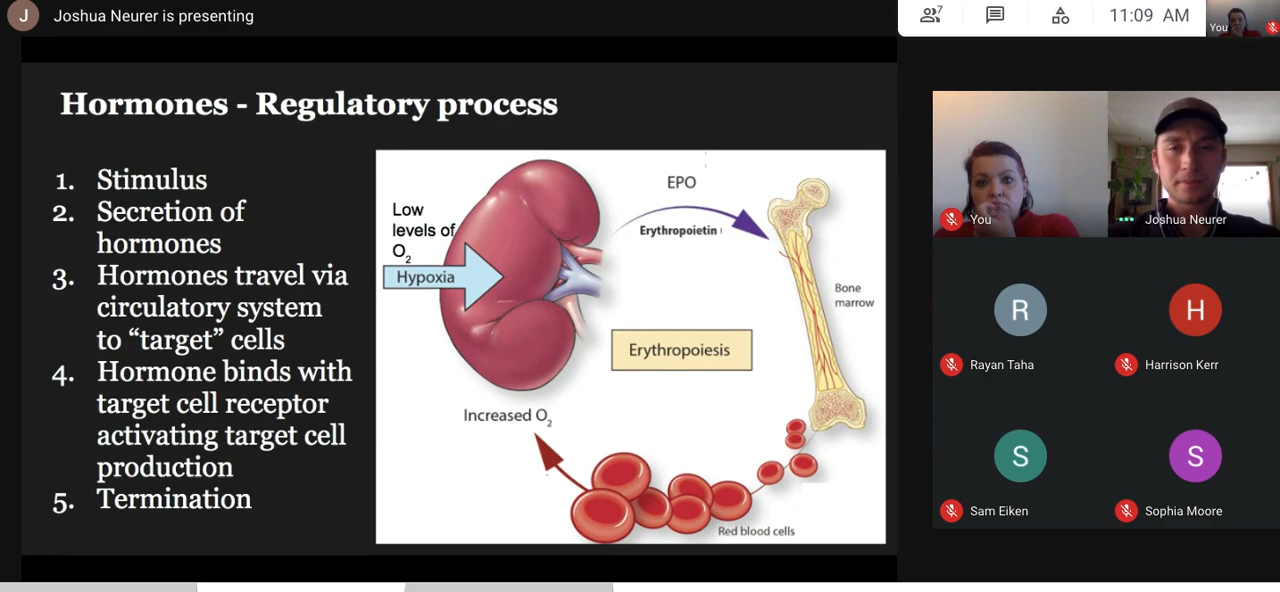 J
Joshua Neurer is presenting
7
11:09 AM
You
Hormones - Regulatory process
1. Stimulus
2. Secretion of
hormones
3. Hormones travel via
circulatory system
to “target” cells
4. Hormone binds with
target cell receptor
activating target cell
production
5. Termination
Low
levels of
O₂
Hypoxia
EPO
Erythropoietin
Bone
marrow
Erythropoiesis
Increased O₂
Red blood cells
You
Joshua Neurer
R
Rayan Taha
H
Harrison Kerr
S
Sam Eiken
S
Sophia Moore